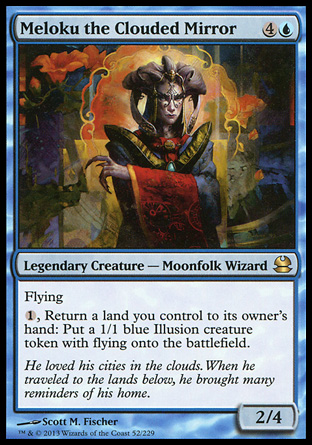 Meloku the Clouded Mirror 4
Legendary Creature — Moonfolk Wizard
Flying
1, Return a land you control to its owner's
hand: Put a 1/1 blue Illusion creature
token with flying onto the battlefield.
He loved his cities in the clouds. When he
traveled to the lands below, he brought many
reminders of his home.
Scott M. Fischer
™ & © 2013 Wizards of the Coast 52/229
2/4